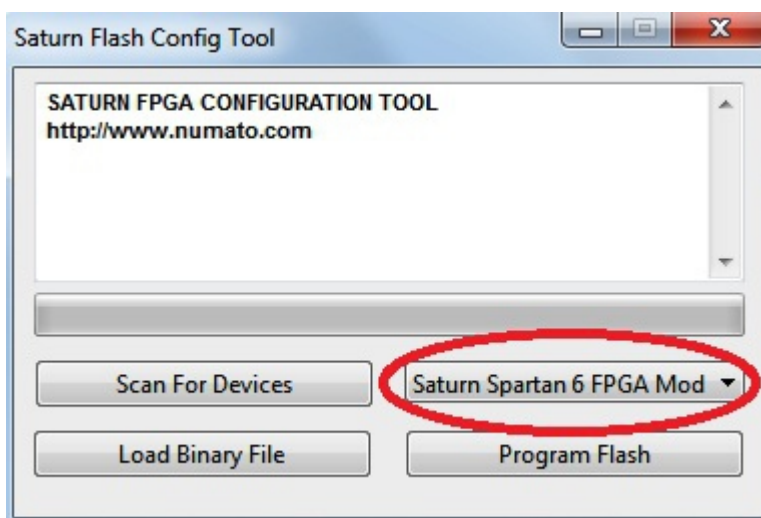 Saturn Flash Config Tool
SATURN FPGA CONFIGURATION TOOL
http://www.numato.com
Scan For Devices
Saturn Spartan 6 FPGA Mod
Load Binary File
Program Flash